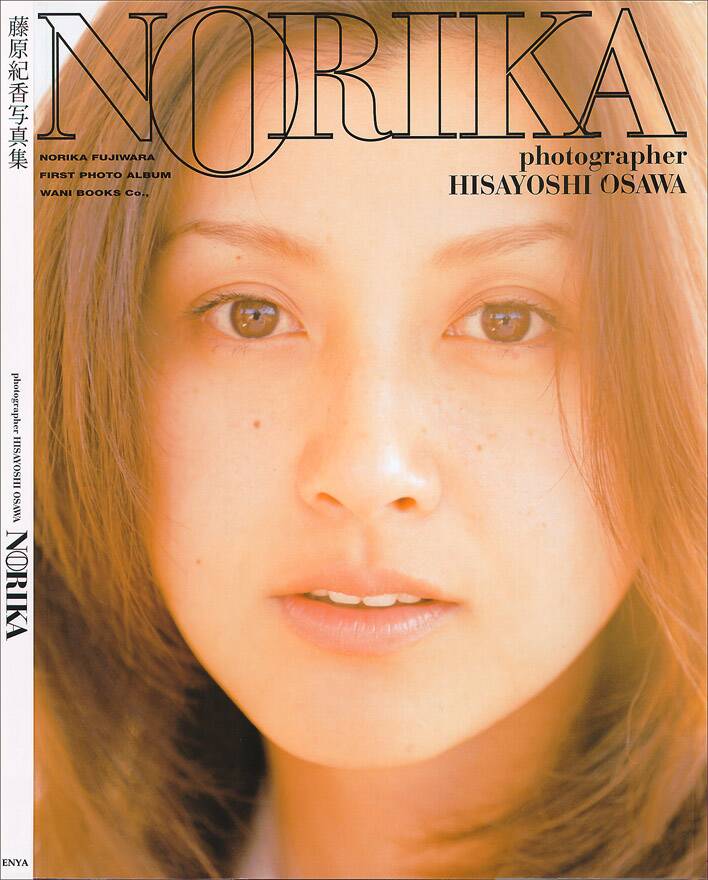 藤原紀香写真集
photographer HISAYOSHI OSAWA
NORIKA
ENYA
NORIKA
NORIKA FUJIWARA
FIRST PHOTO ALBUM
WANI BOOKS Co.,
photographer
HISAYOSHI OSAWA